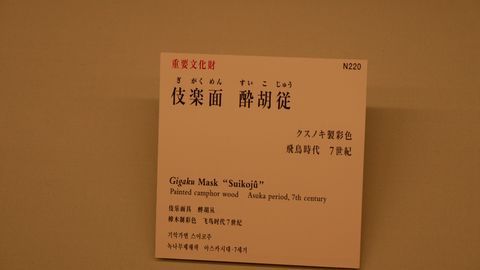 重要文化財
N220
ぎ がく めん すい こ じゅう
伎楽面 酔胡従
クスノキ製彩色
飛鳥時代 7世紀
Gigaku Mask “Suikojū”
Painted camphor wood Asuka period, 7th century
伎乐面具 醉胡从
樟木制彩色 飞鸟时代7世纪
기악가면 스이코주
녹나무제채색 아스카시대·7세기